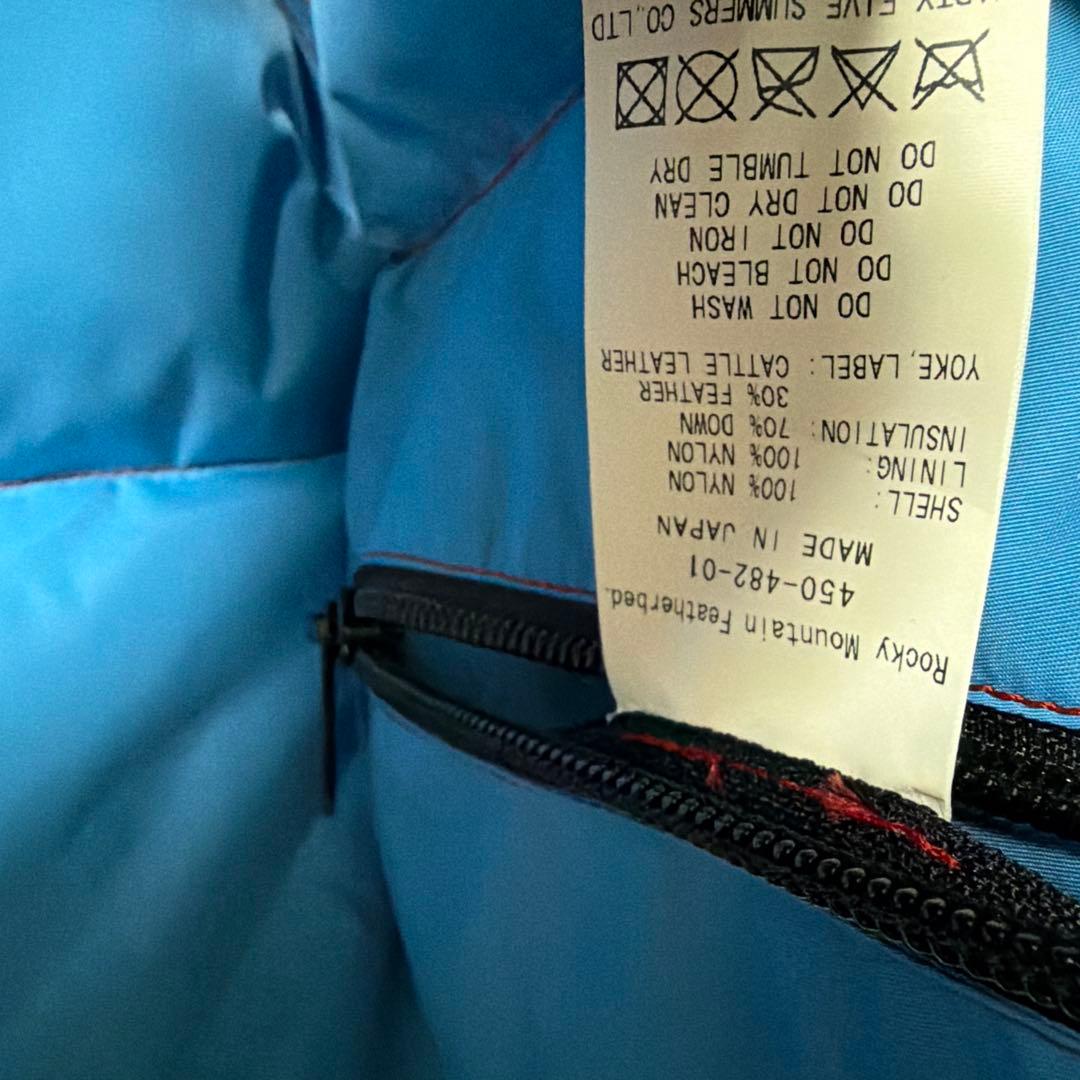 Rocky Mountain Featherbed.
450-482-01
MADE IN JAPAN
SHELL: 100% NYLON
LINING: 100% NYLON
INSULATION: 70% DOWN
30% FEATHER
YOKE, LABEL: CATTLE LEATHER
DO NOT WASH
DO NOT BLEACH
DO NOT IRON
DO NOT DRY CLEAN
DO NOT TUMBLE DRY
FIVE SUMMERS CO.,LTD